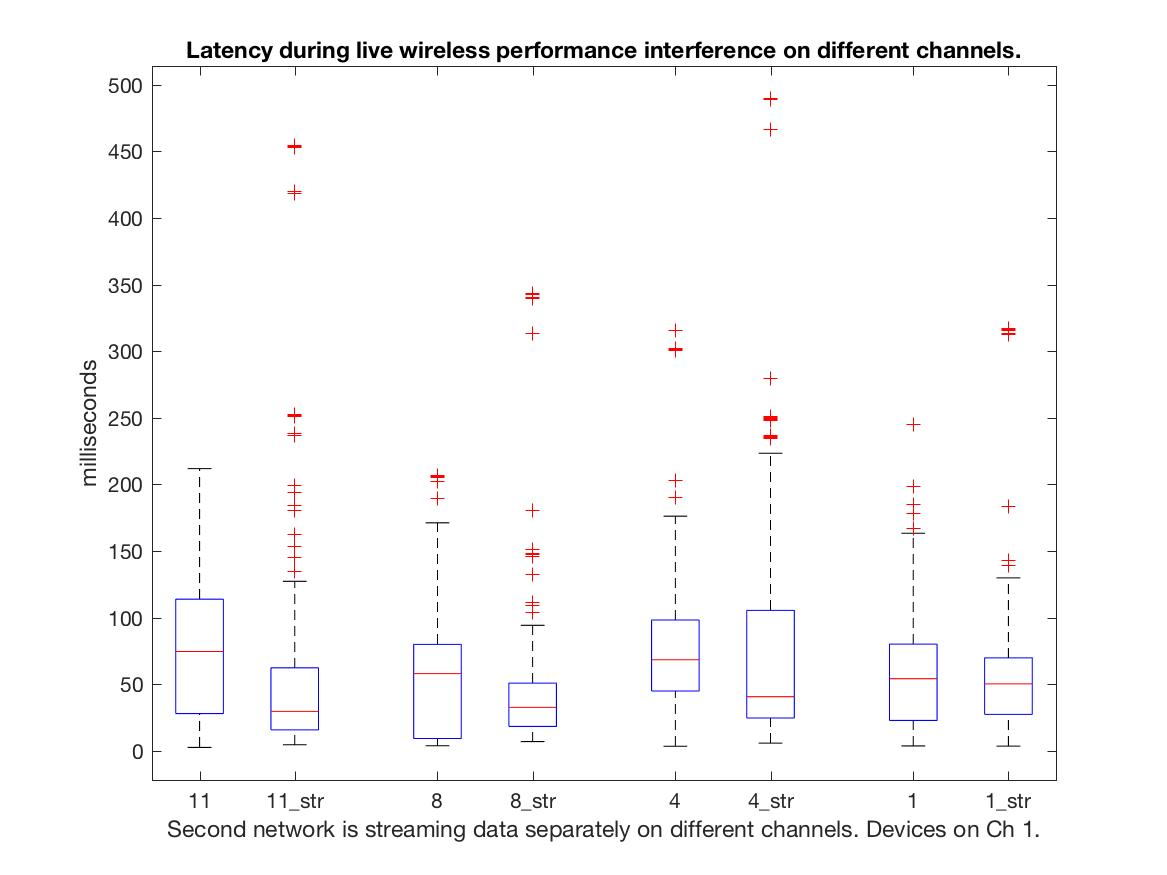 Latency during live wireless performance interference on different channels.
500
450
400
350
300
250
200
150
100
50
0
milliseconds
11 11_str 8 8_str 4 4_str 1 1_str
Second network is streaming data separately on different channels. Devices on Ch 1.